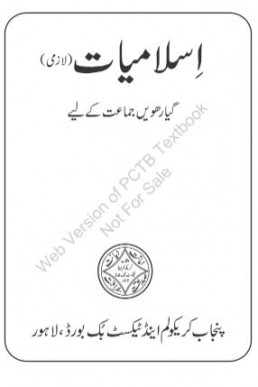 اِسلامیات (لازمی)
گیارھویں جماعت کے لیے
Web Version of PCTB Textbook
Not For Sale
پنجاب کریکولم اینڈ ٹیکسٹ بُک بورڈ، لاہور